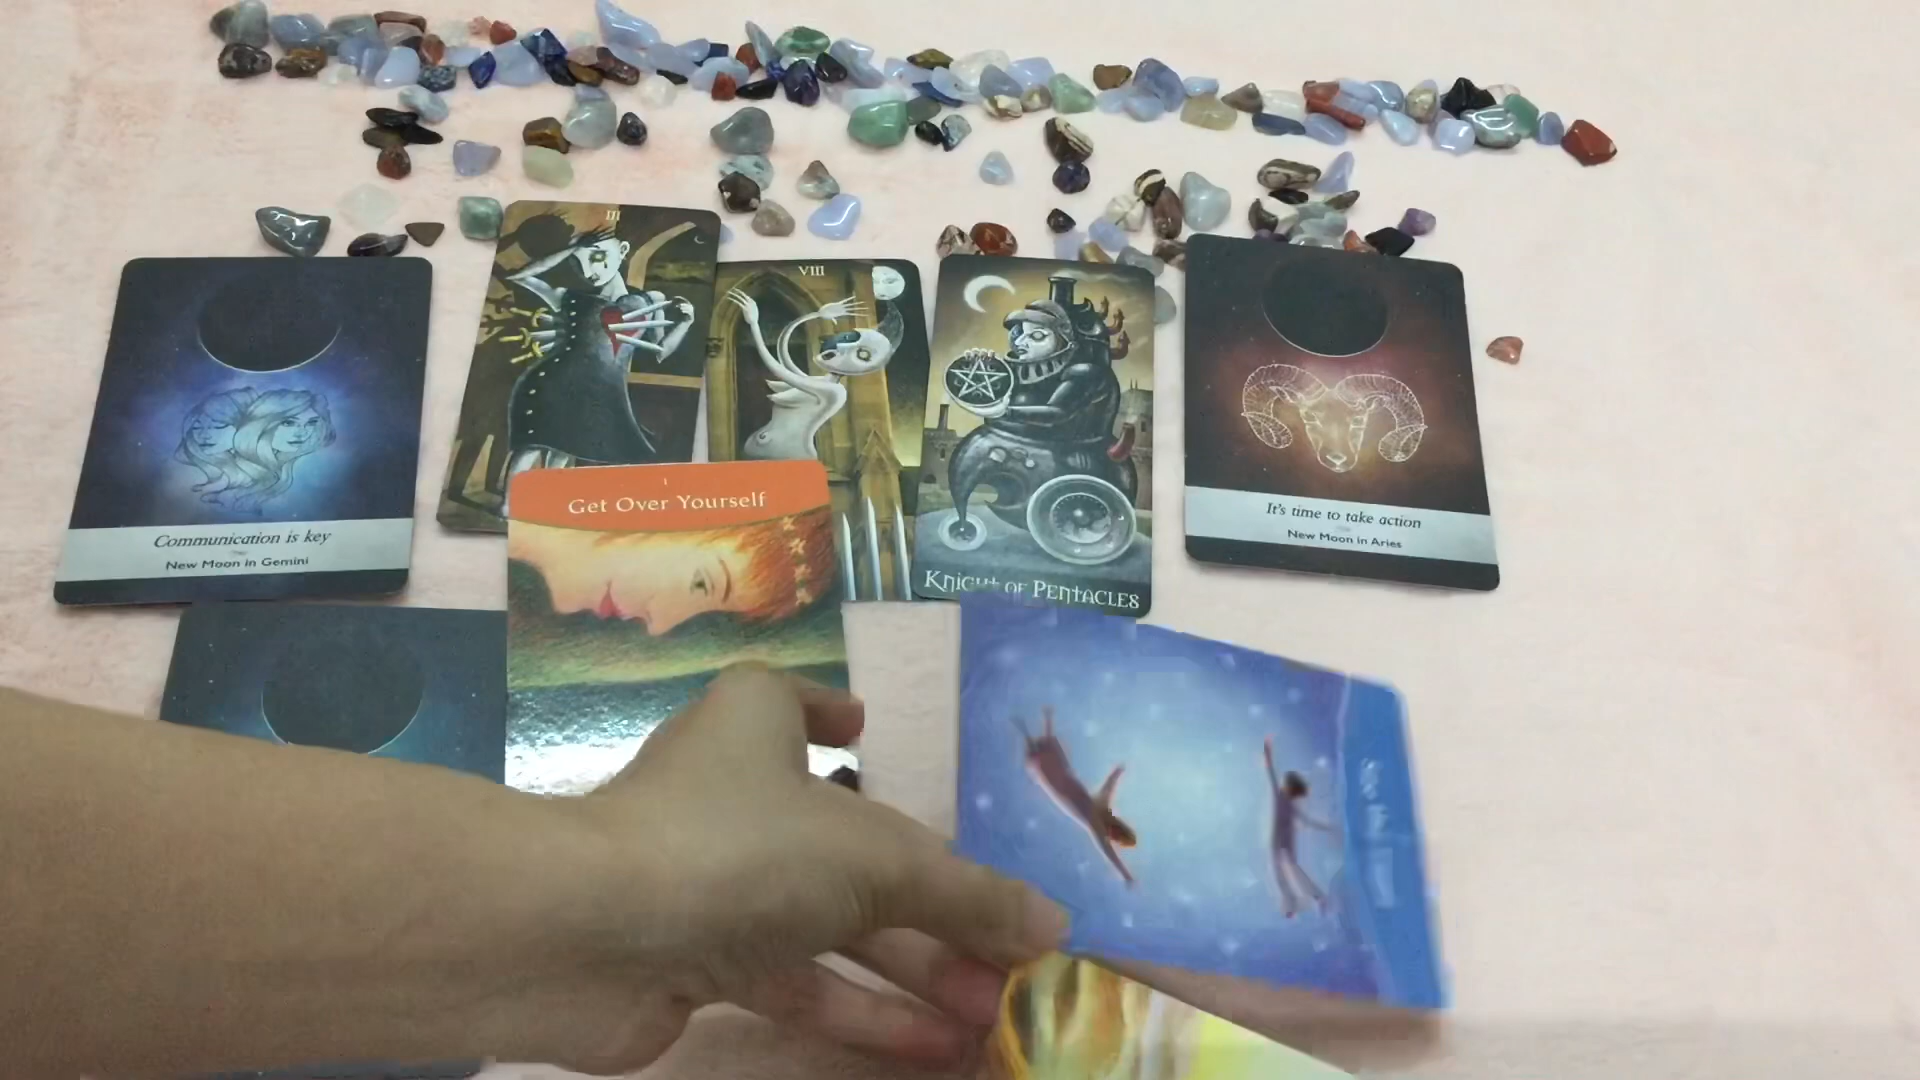 III
VIII
Communication is key
New Moon in Gemini
Get Over Yourself
Knight of Pentacles
It's time to take action
New Moon in Aries